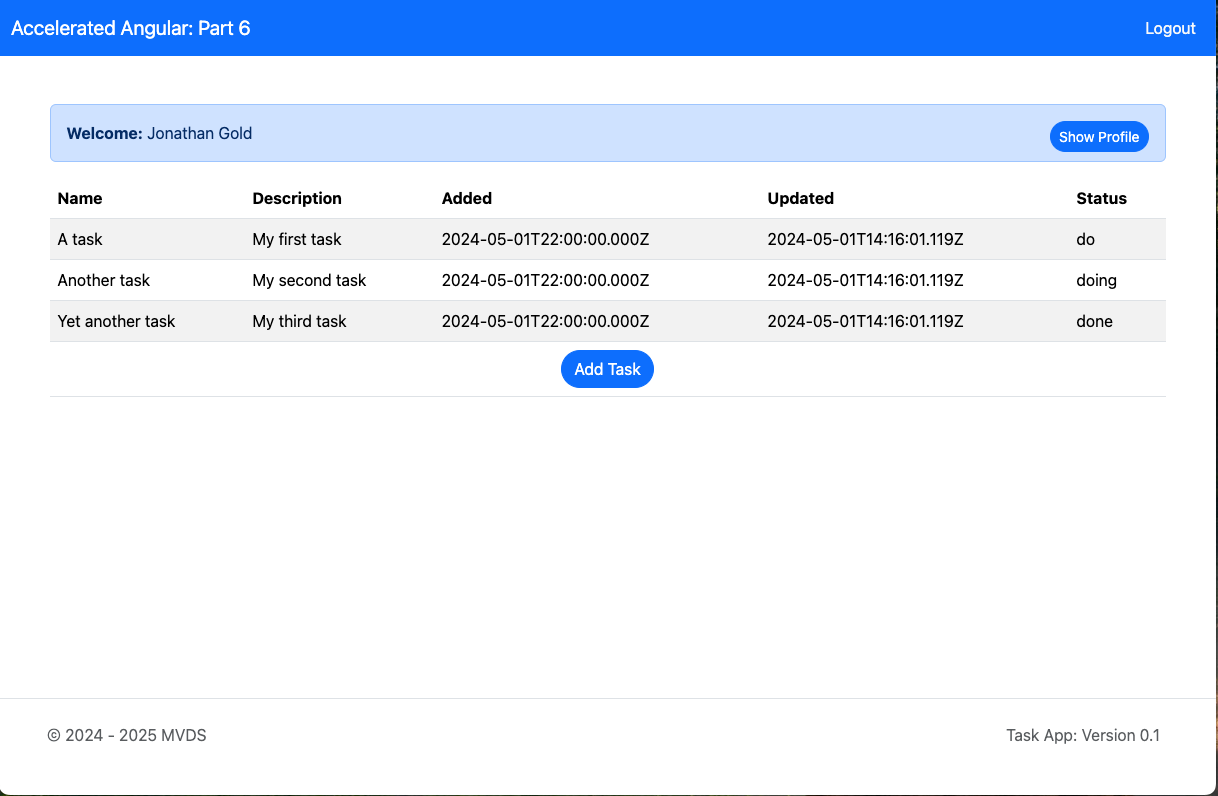 Accelerated Angular: Part 6 Logout
Welcome: Jonathan Gold Show Profile
Name Description Added Updated Status
A task My first task 2024-05-01T22:00:00.000Z 2024-05-01T14:16:01.119Z do
Another task My second task 2024-05-01T22:00:00.000Z 2024-05-01T14:16:01.119Z doing
Yet another task My third task 2024-05-01T22:00:00.000Z 2024-05-01T14:16:01.119Z done
Add Task
© 2024 - 2025 MVDS Task App: Version 0.1